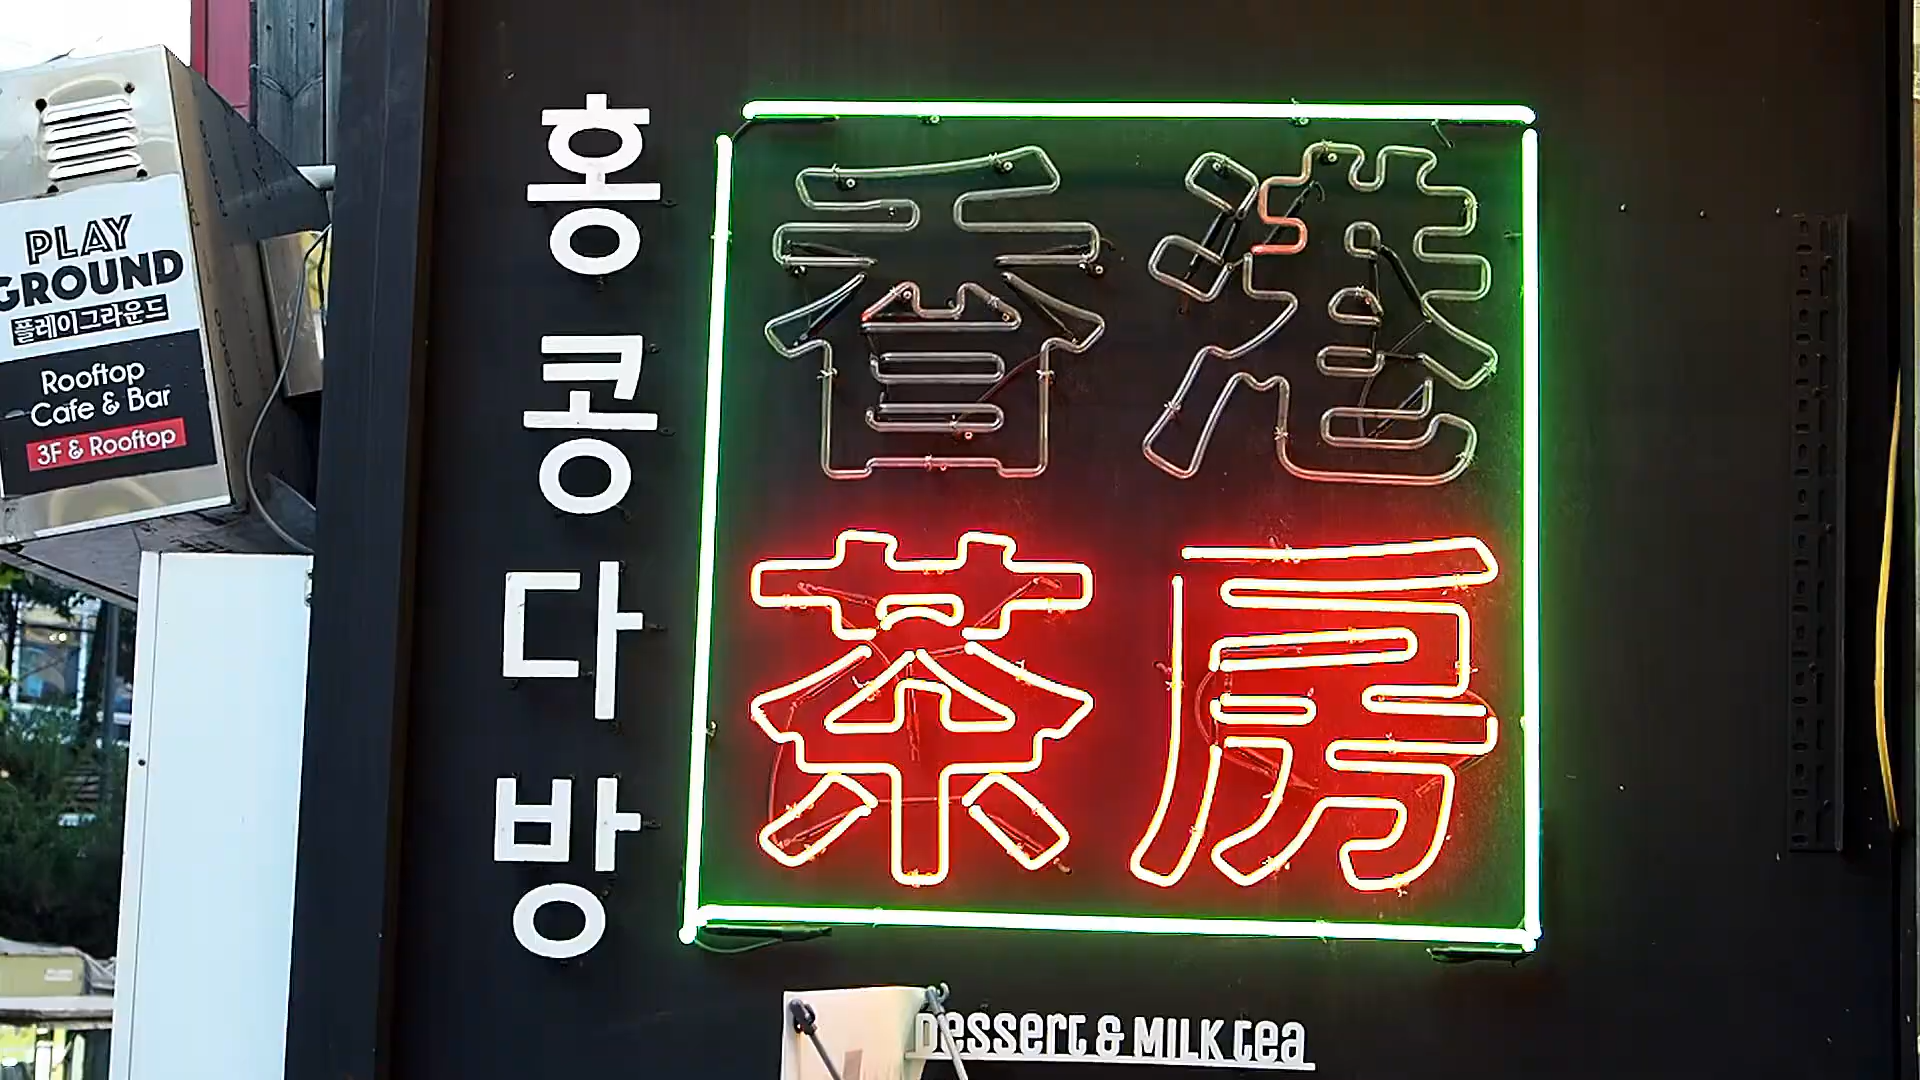 PLAY
GROUND
플레이그라운드
Rooftop
Cafe & Bar
3F & Rooftop
홍콩다방
香港
茶房
Dessert & MILK tea